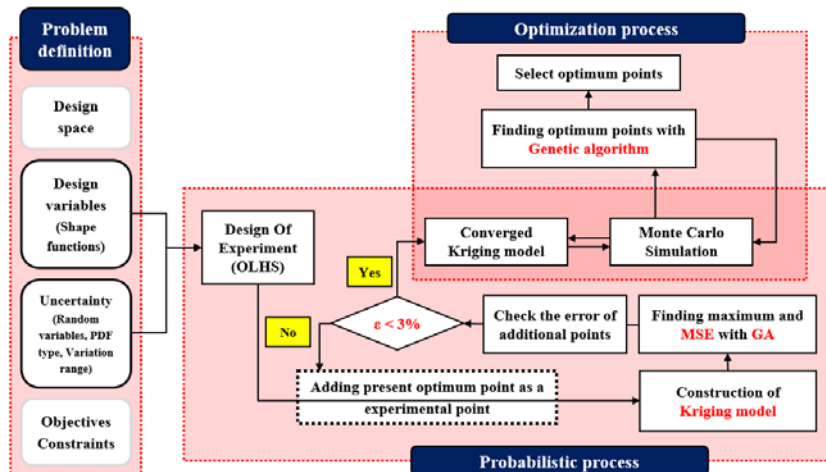 Problem
definition
Design
space
Design
variables
(Shape
functions)
Uncertainty
(Random
variables, PDF
type, Variation
range)
Objectives
Constraints
Optimization process
Select optimum points
Finding optimum points with
Genetic algorithm
Design Of
Experiment
(OLHS)
Converged
Kriging model
Monte Carlo
Simulation
Yes
No
ε < 3%
Check the error of
additional points
Finding maximum and
MSE with GA
Adding present optimum point as a
experimental point
Construction of
Kriging model
Probabilistic process